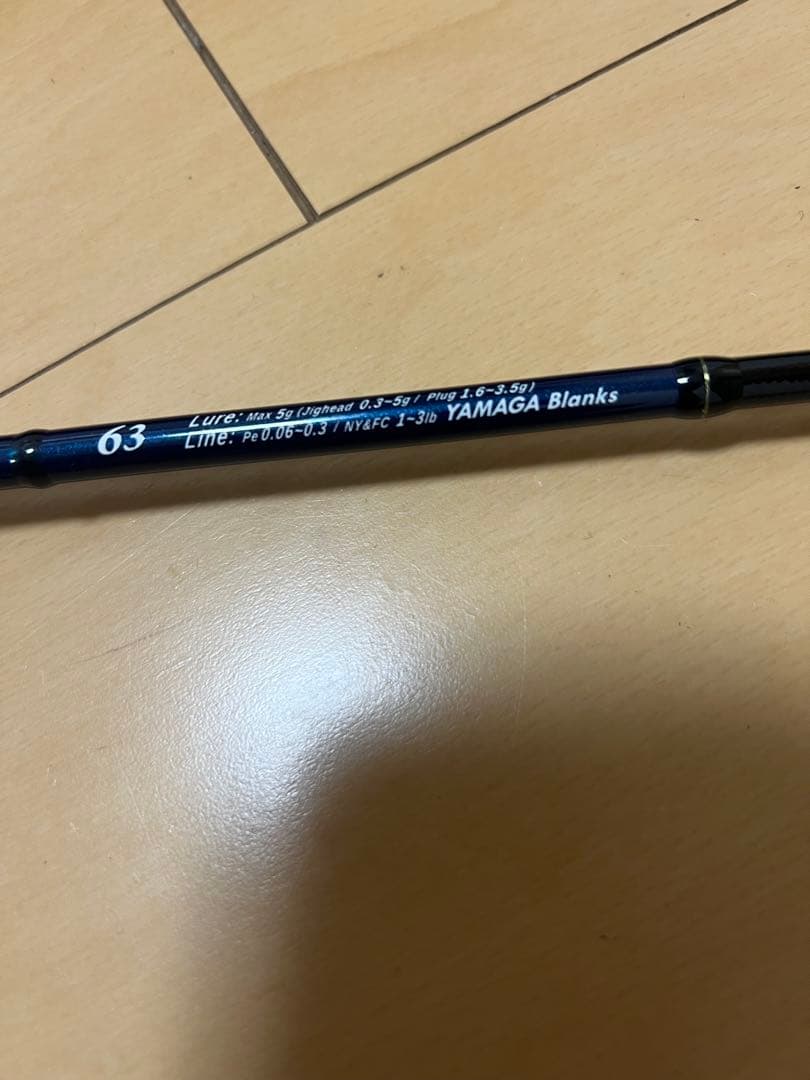 63
Lure: Max 5g (Jighead 0.3~5g / Plug 1.6~3.5g)
Line: Pe 0.06~0.3 / NY&FC 1~3lb YAMAGA Blanks